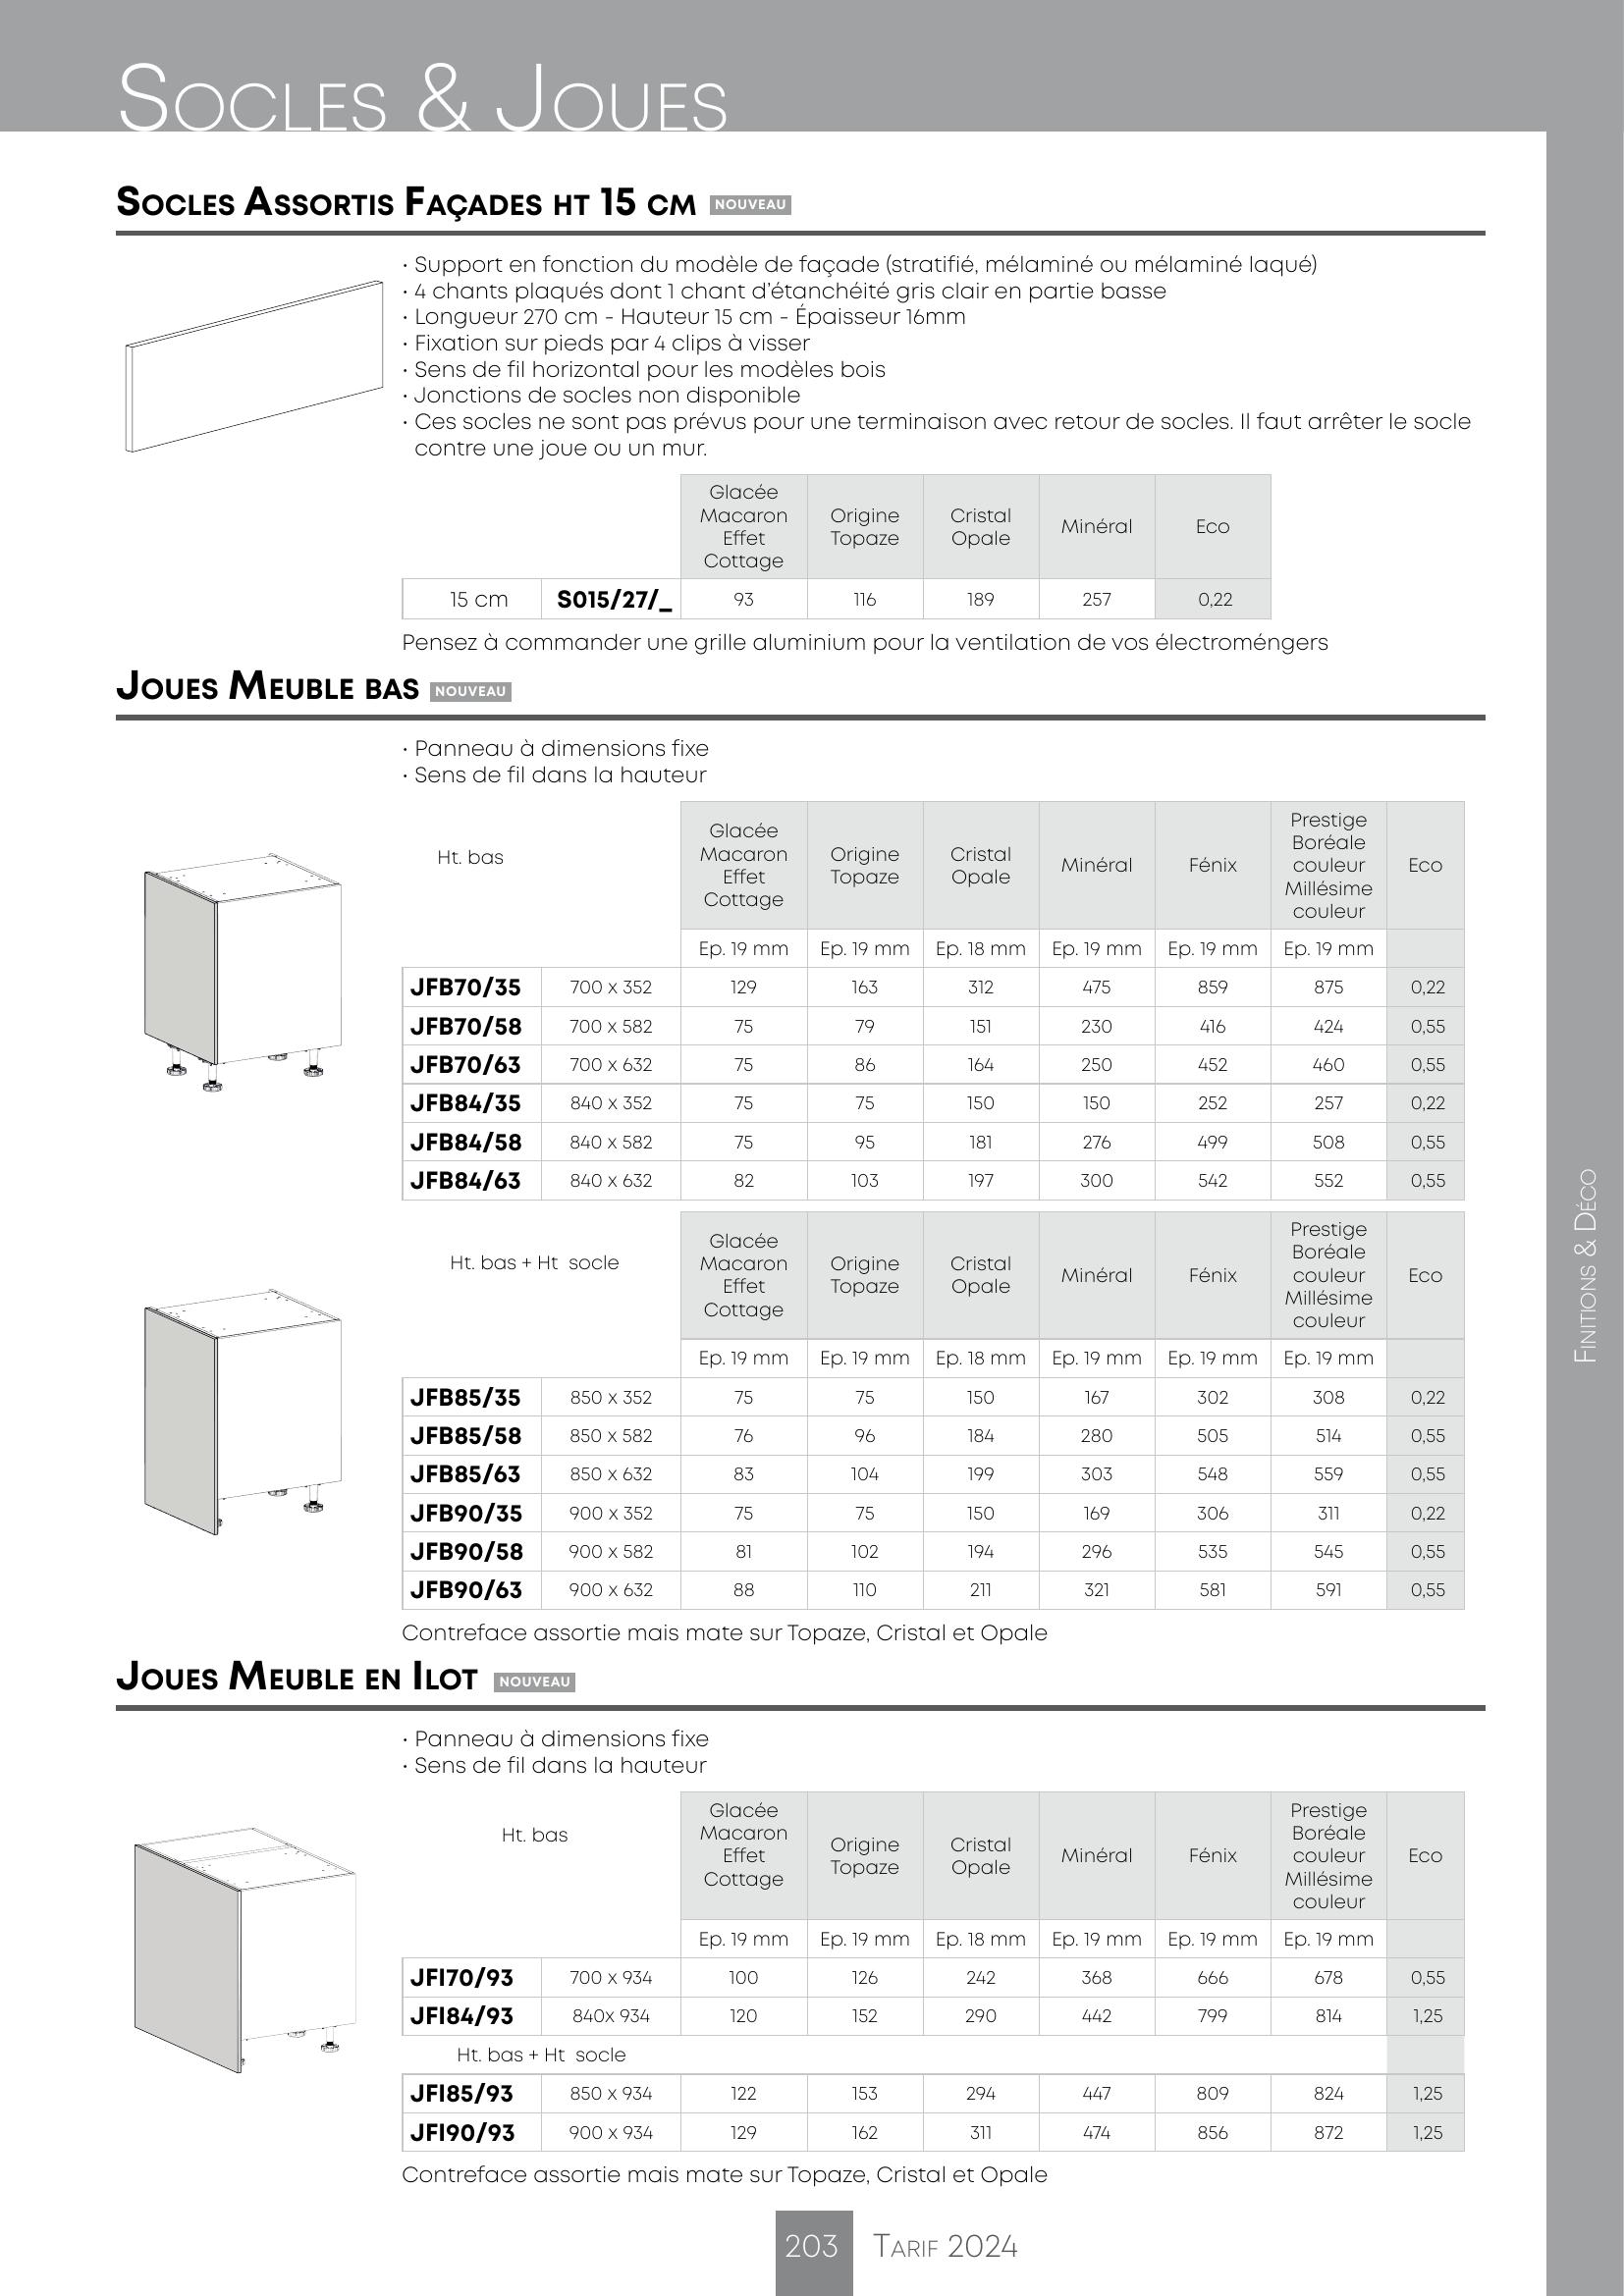 Socles & Joues
Socles Assortis Façades ht 15 cm NOUVEAU
• Support en fonction du modèle de façade (stratifié, mélaminé ou mélaminé laqué)
• 4 chants plaqués dont 1 chant d'étanchéité gris clair en partie basse
• Longueur 270 cm - Hauteur 15 cm - Épaisseur 16mm
• Fixation sur pieds par 4 clips à visser
• Sens de fil horizontal pour les modèles bois
• Jonctions de socles non disponible
• Ces socles ne sont pas prévus pour une terminaison avec retour de socles. Il faut arrêter le socle
contre une joue ou un mur.
Glacée Macaron Effet Cottage | Origine Topaze | Cristal Opale | Minéral | Eco
15 cm | S015/27/_ | 93 | 116 | 189 | 257 | 0,22
Pensez à commander une grille aluminium pour la ventilation de vos électroméngers
Joues Meuble bas NOUVEAU
• Panneau à dimensions fixe
• Sens de fil dans la hauteur
Ht. bas | Glacée Macaron Effet Cottage | Origine Topaze | Cristal Opale | Minéral | Fénix | Prestige Boréale couleur Millésime couleur | Eco
Ep. 19 mm | Ep. 19 mm | Ep. 18 mm | Ep. 19 mm | Ep. 19 mm | Ep. 19 mm
JFB70/35 | 700 x 352 | 129 | 163 | 312 | 475 | 859 | 875 | 0,22
JFB70/58 | 700 x 582 | 75 | 79 | 151 | 230 | 416 | 424 | 0,55
JFB70/63 | 700 x 632 | 75 | 86 | 164 | 250 | 452 | 460 | 0,55
JFB84/35 | 840 x 352 | 75 | 75 | 150 | 150 | 252 | 257 | 0,22
JFB84/58 | 840 x 582 | 75 | 95 | 181 | 276 | 499 | 508 | 0,55
JFB84/63 | 840 x 632 | 82 | 103 | 197 | 300 | 542 | 552 | 0,55
Ht. bas + Ht socle | Glacée Macaron Effet Cottage | Origine Topaze | Cristal Opale | Minéral | Fénix | Prestige Boréale couleur Millésime couleur | Eco
Ep. 19 mm | Ep. 19 mm | Ep. 18 mm | Ep. 19 mm | Ep. 19 mm | Ep. 19 mm
JFB85/35 | 850 x 352 | 75 | 75 | 150 | 167 | 302 | 308 | 0,22
JFB85/58 | 850 x 582 | 76 | 96 | 184 | 280 | 505 | 514 | 0,55
JFB85/63 | 850 x 632 | 83 | 104 | 199 | 303 | 548 | 559 | 0,55
JFB90/35 | 900 x 352 | 75 | 75 | 150 | 169 | 306 | 311 | 0,22
JFB90/58 | 900 x 582 | 81 | 102 | 194 | 296 | 535 | 545 | 0,55
JFB90/63 | 900 x 632 | 88 | 110 | 211 | 321 | 581 | 591 | 0,55
Contreface assortie mais mate sur Topaze, Cristal et Opale
Joues Meuble en Ilot NOUVEAU
• Panneau à dimensions fixe
• Sens de fil dans la hauteur
Ht. bas | Glacée Macaron Effet Cottage | Origine Topaze | Cristal Opale | Minéral | Fénix | Prestige Boréale couleur Millésime couleur | Eco
Ep. 19 mm | Ep. 19 mm | Ep. 18 mm | Ep. 19 mm | Ep. 19 mm | Ep. 19 mm
JFI70/93 | 700 x 934 | 100 | 126 | 242 | 368 | 666 | 678 | 0,55
JFI84/93 | 840x 934 | 120 | 152 | 290 | 442 | 799 | 814 | 1,25
Ht. bas + Ht socle
JFI85/93 | 850 x 934 | 122 | 153 | 294 | 447 | 809 | 824 | 1,25
JFI90/93 | 900 x 934 | 129 | 162 | 311 | 474 | 856 | 872 | 1,25
Contreface assortie mais mate sur Topaze, Cristal et Opale
Finitions & Déco
203 Tarif 2024